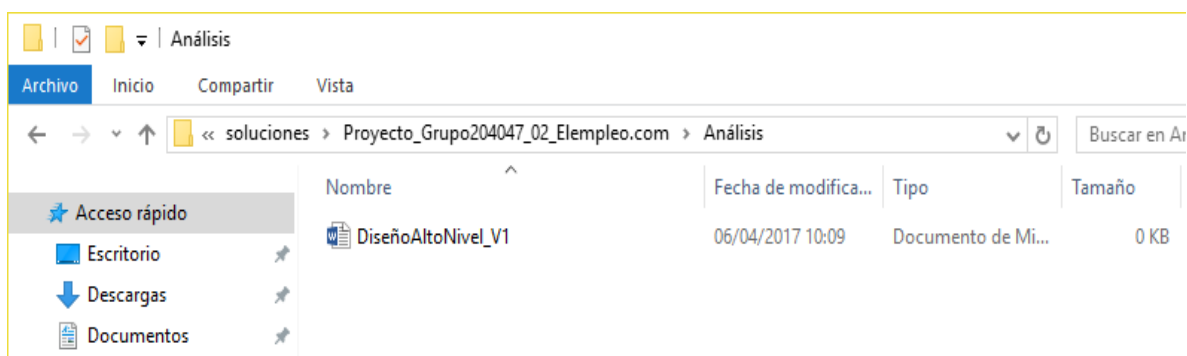 Análisis
Archivo Inicio Compartir Vista
« soluciones › Proyecto_Grupo204047_02_Elempleo.com › Análisis Buscar en Ar
Nombre Fecha de modifica... Tipo Tamaño
Acceso rápido
DiseñoAltoNivel_V1 06/04/2017 10:09 Documento de Mi... 0 KB
Escritorio
Descargas
Documentos